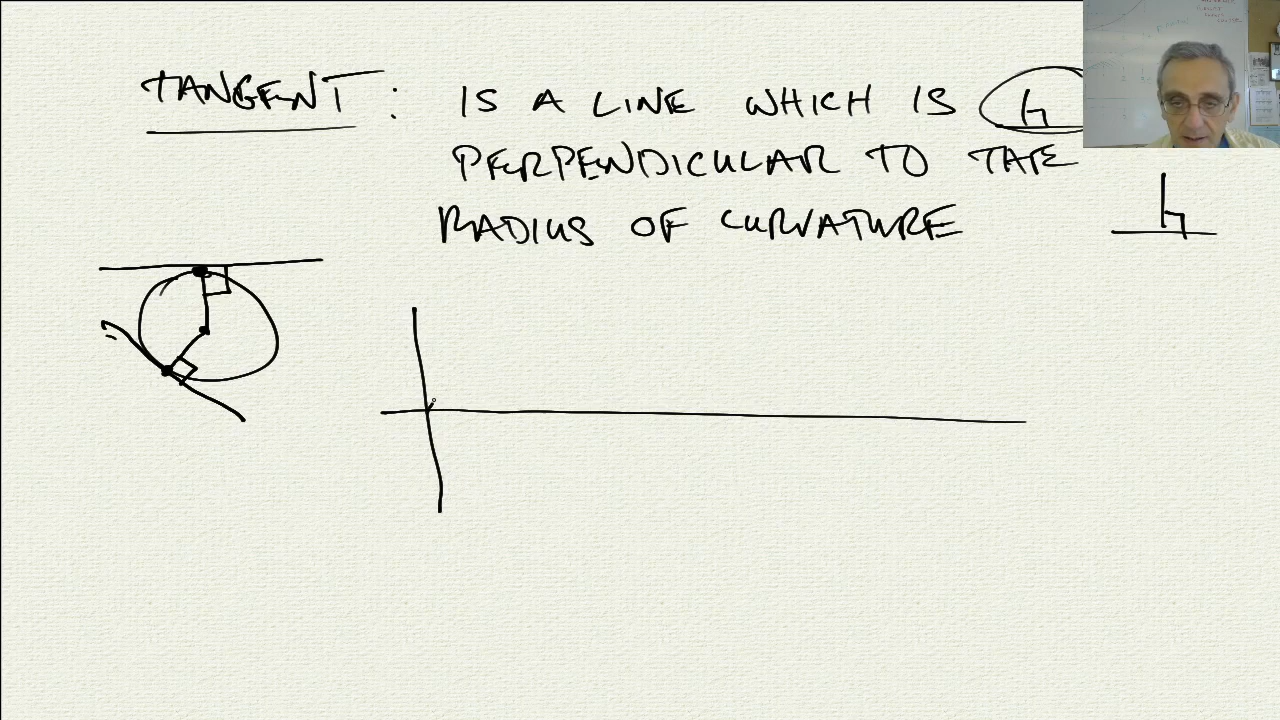 TANGENT : IS A LINE WHICH IS
PERPENDICULAR TO THE
RADIUS OF CURVATURE